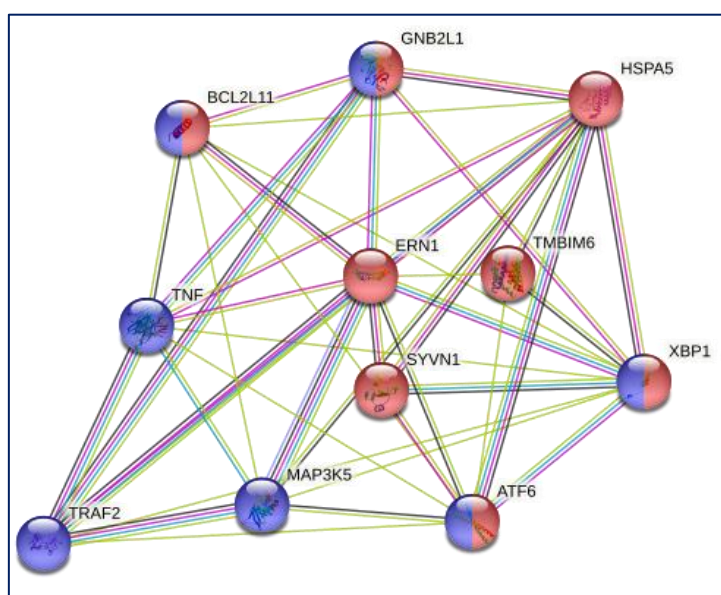 GNB2L1
HSPA5
BCL2L11
ERN1
TMBIM6
TNF
SYVN1
XBP1
MAP3K5
ATF6
TRAF2